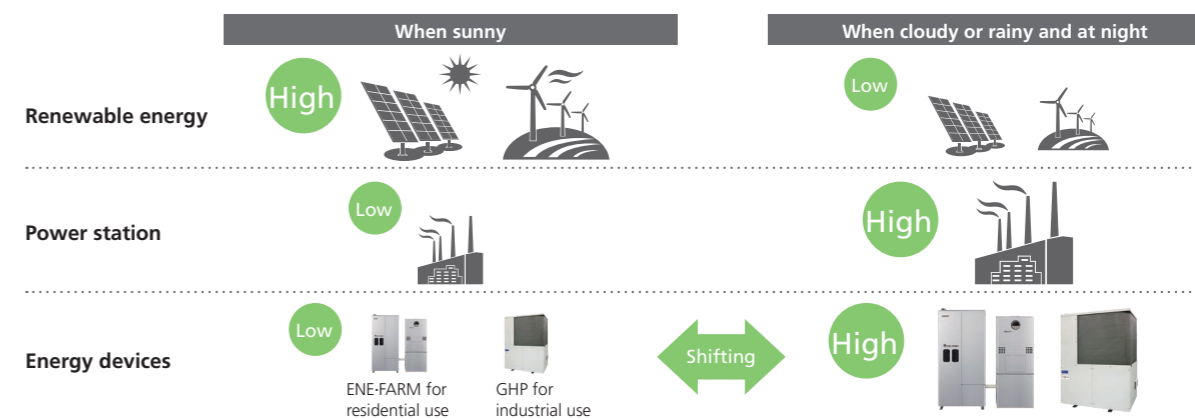 When sunny
When cloudy or rainy and at night
Renewable energy
High
Low
Power station
Low
High
Energy devices
Low
ENE-FARM for
residential use
GHP for
industrial use
Shifting
High